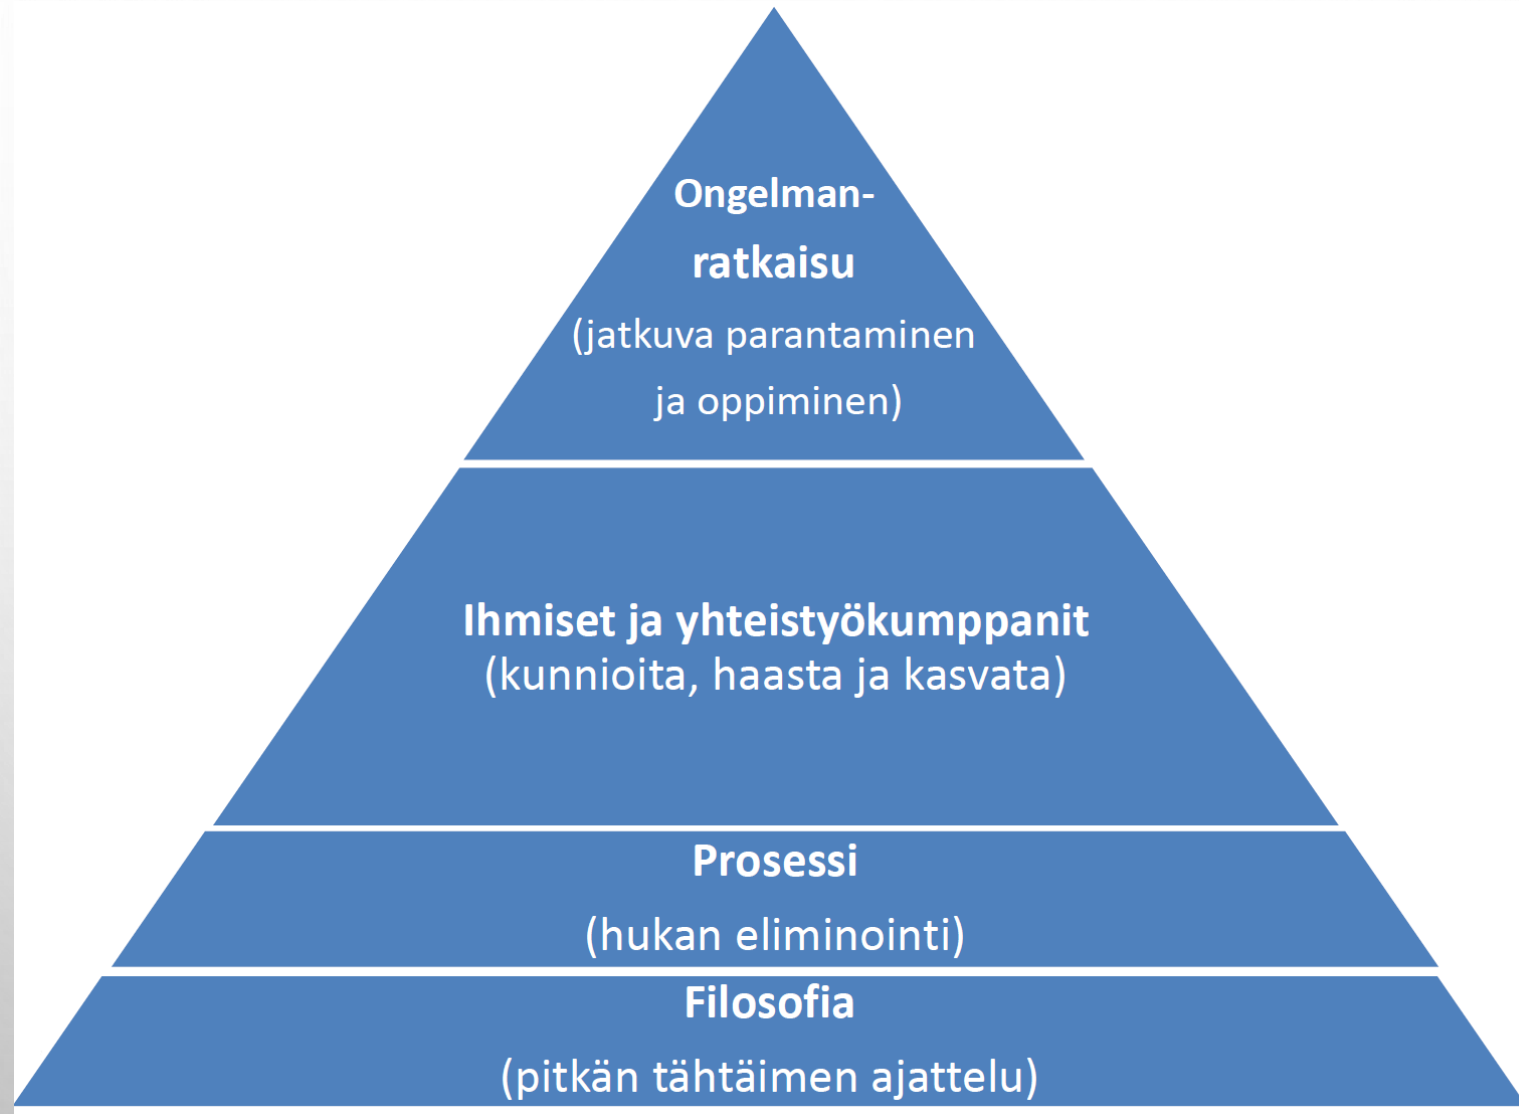 Ongelman-
ratkaisu
(jatkuva parantaminen
ja oppiminen)
Ihmiset ja yhteistyökumppanit
(kunnioita, haasta ja kasvata)
Prosessi
(hukan eliminointi)
Filosofia
(pitkän tähtäimen ajattelu)